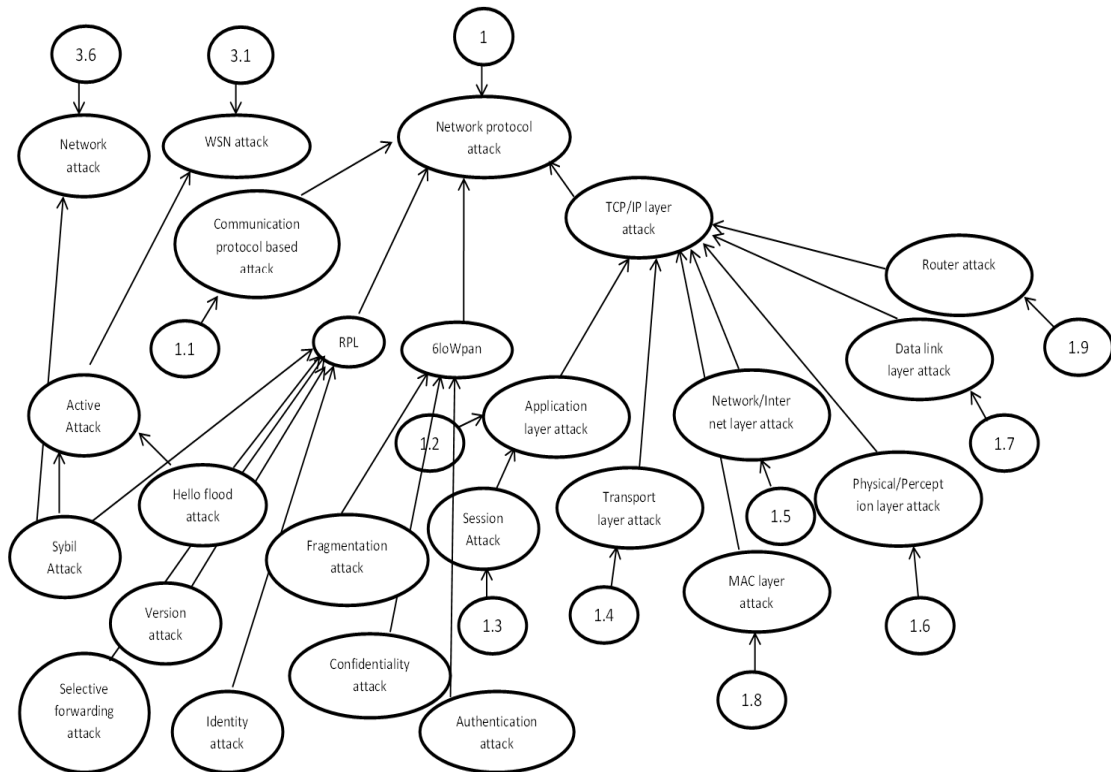 3.6
3.1
1
Network
attack
WSN attack
Network protocol
attack
Communication
protocol based
attack
TCP/IP layer
attack
Router attack
1.1
RPL
6loWpan
Data link
layer attack
1.9
Active
Attack
1.2
Application
layer attack
Network/Inter
net layer attack
1.7
Hello flood
attack
Session
Attack
Transport
layer attack
1.5
Physical/Percept
ion layer attack
Sybil
Attack
Fragmentation
attack
Version
attack
1.3
1.4
MAC layer
attack
1.6
Selective
forwarding
attack
Identity
attack
Confidentiality
attack
Authentication
attack
1.8